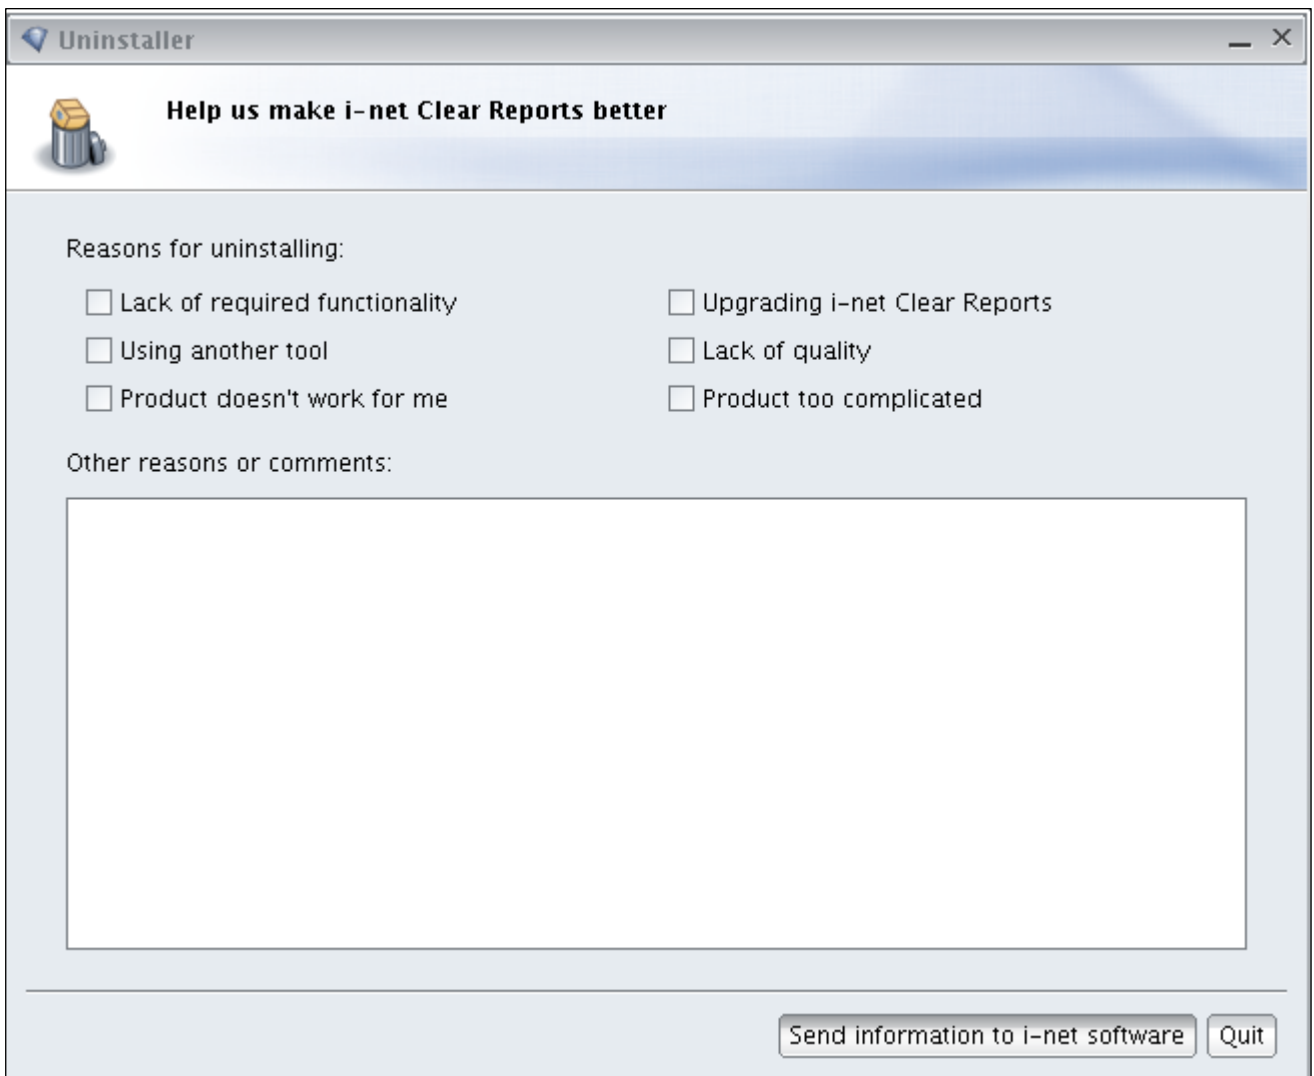 Uninstaller
Help us make i-net Clear Reports better
Reasons for uninstalling:
Lack of required functionality
Upgrading i-net Clear Reports
Using another tool
Lack of quality
Product doesn't work for me
Product too complicated
Other reasons or comments:
Send information to i-net software
Quit